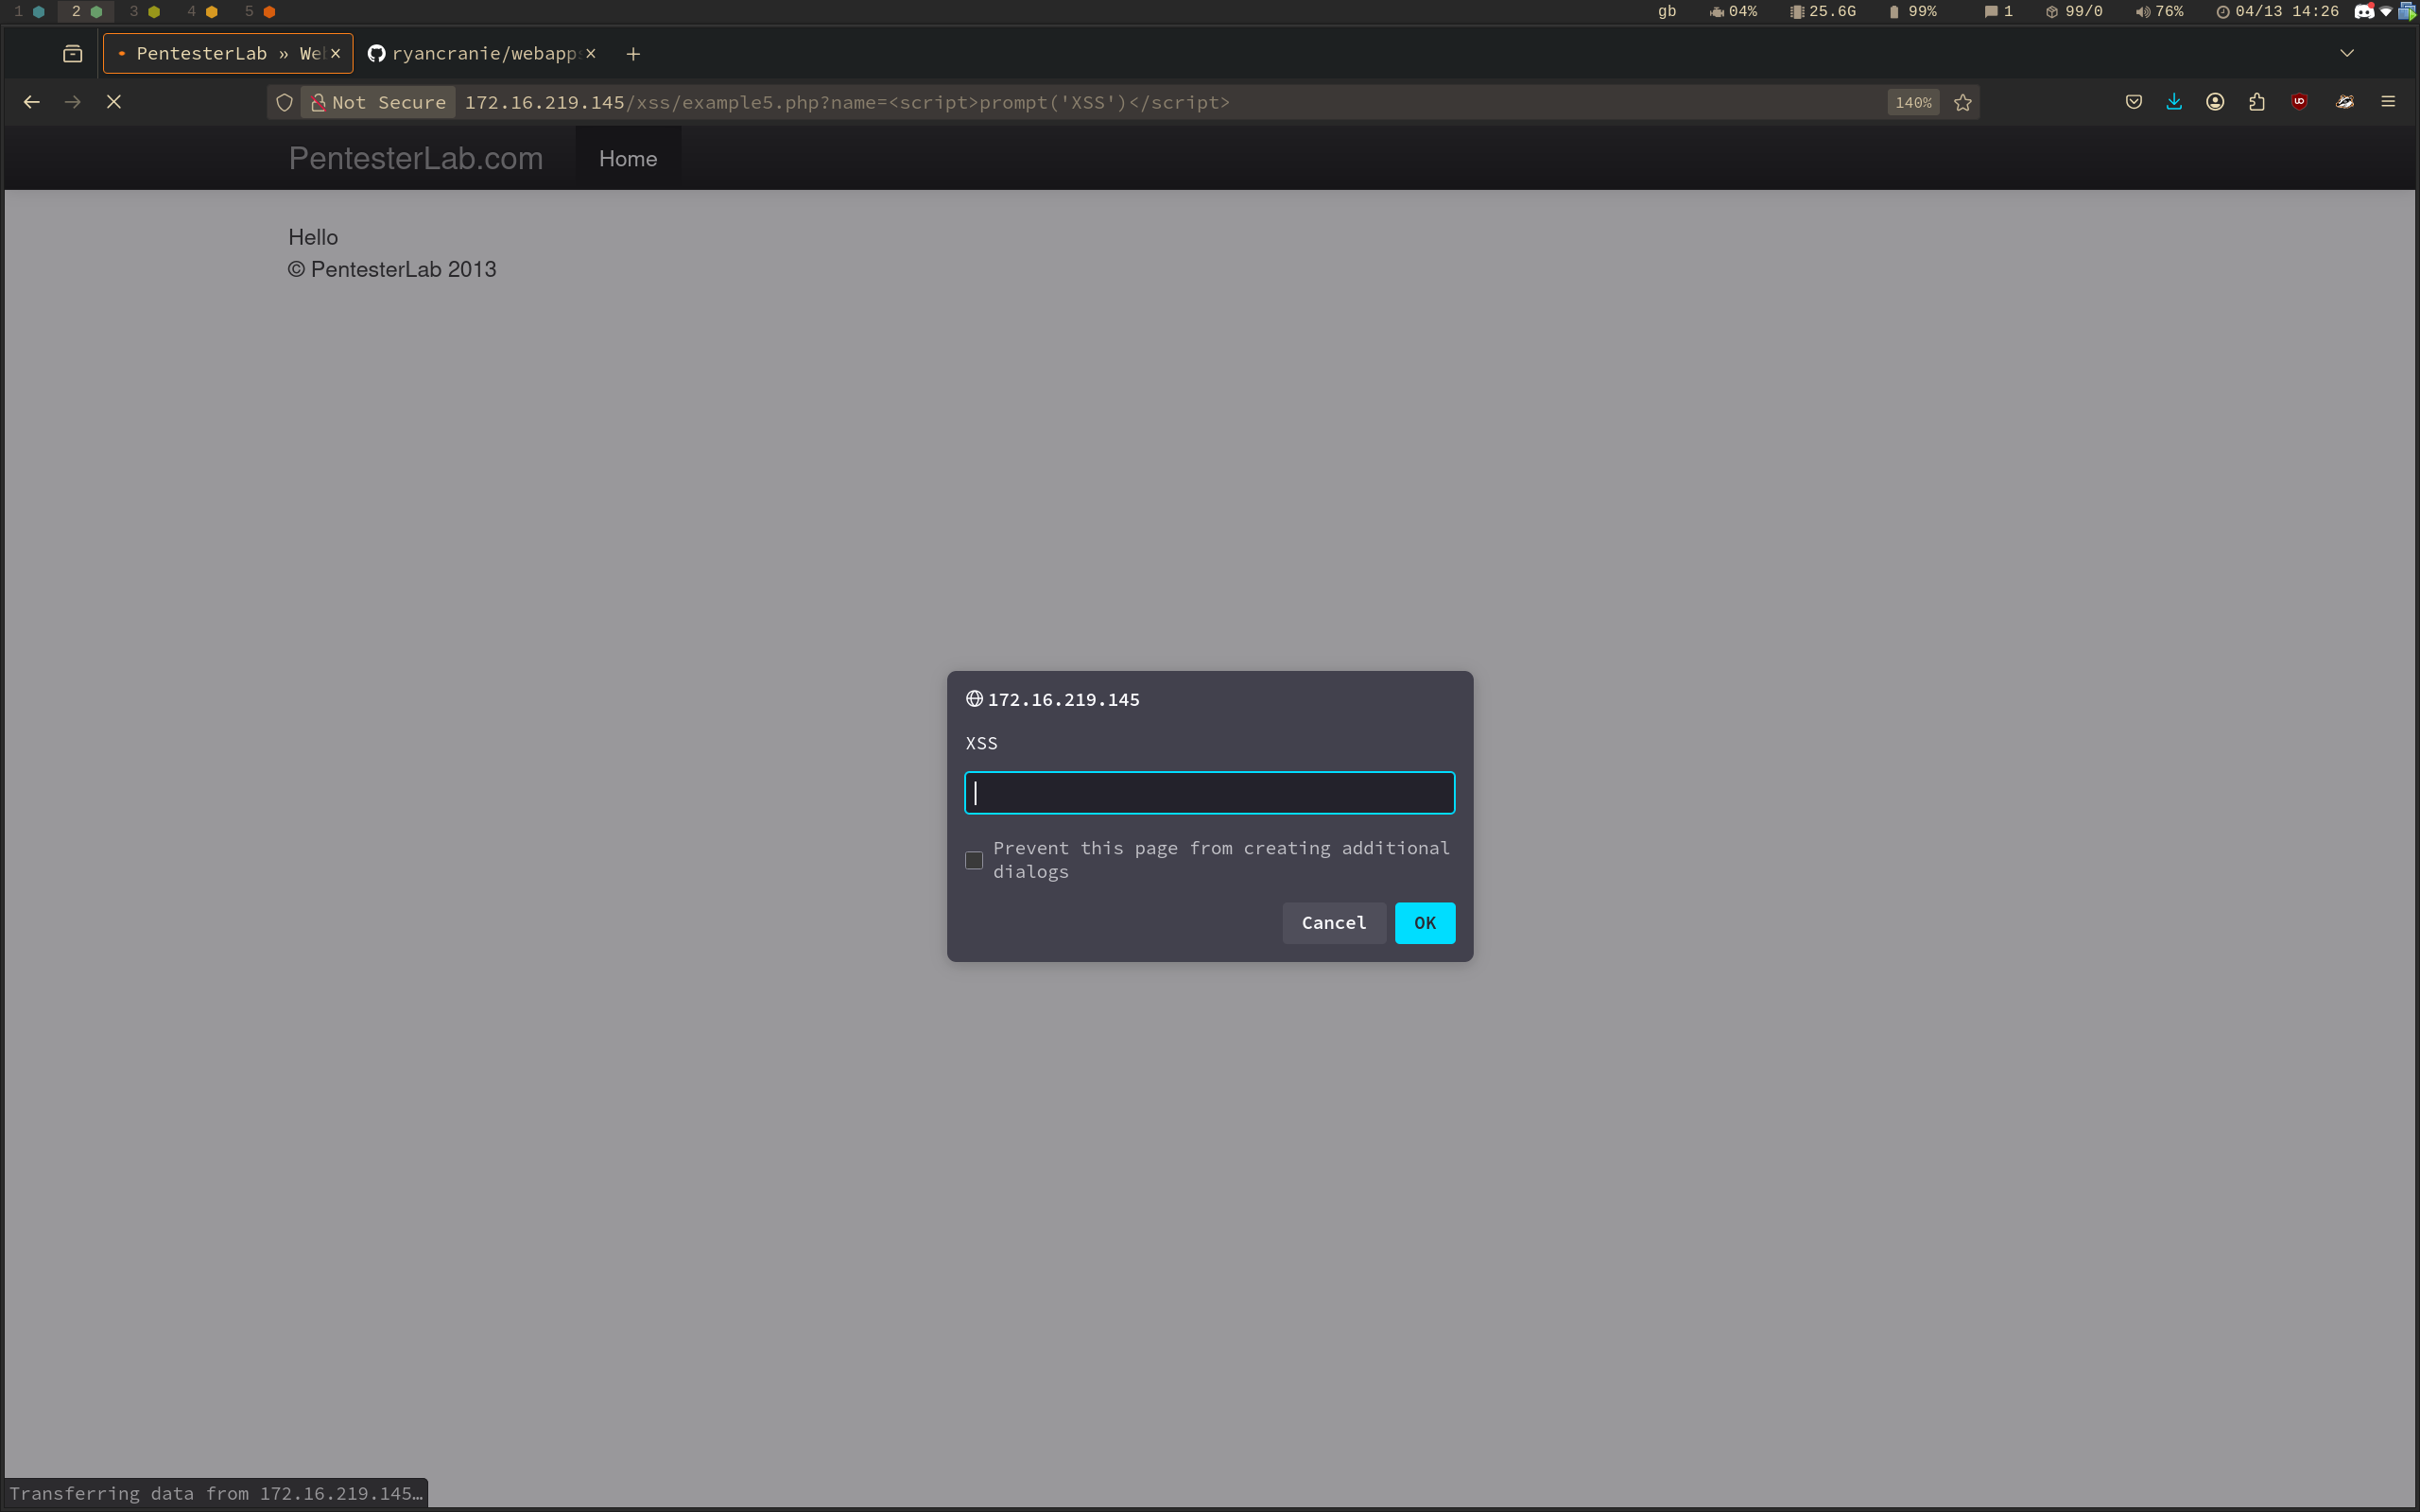 1 2 3 4 5 gb 04% 25.6G 99% 1 99/0 76% 04/13 14:26
PentesterLab » We ryancranie/webapp
Not Secure 172.16.219.145/xss/example5.php?name=<script>prompt('XSS')</script> 140%
PentesterLab.com Home
Hello
© PentesterLab 2013
172.16.219.145
XSS
Prevent this page from creating additional
dialogs
Cancel OK
Transferring data from 172.16.219.145…